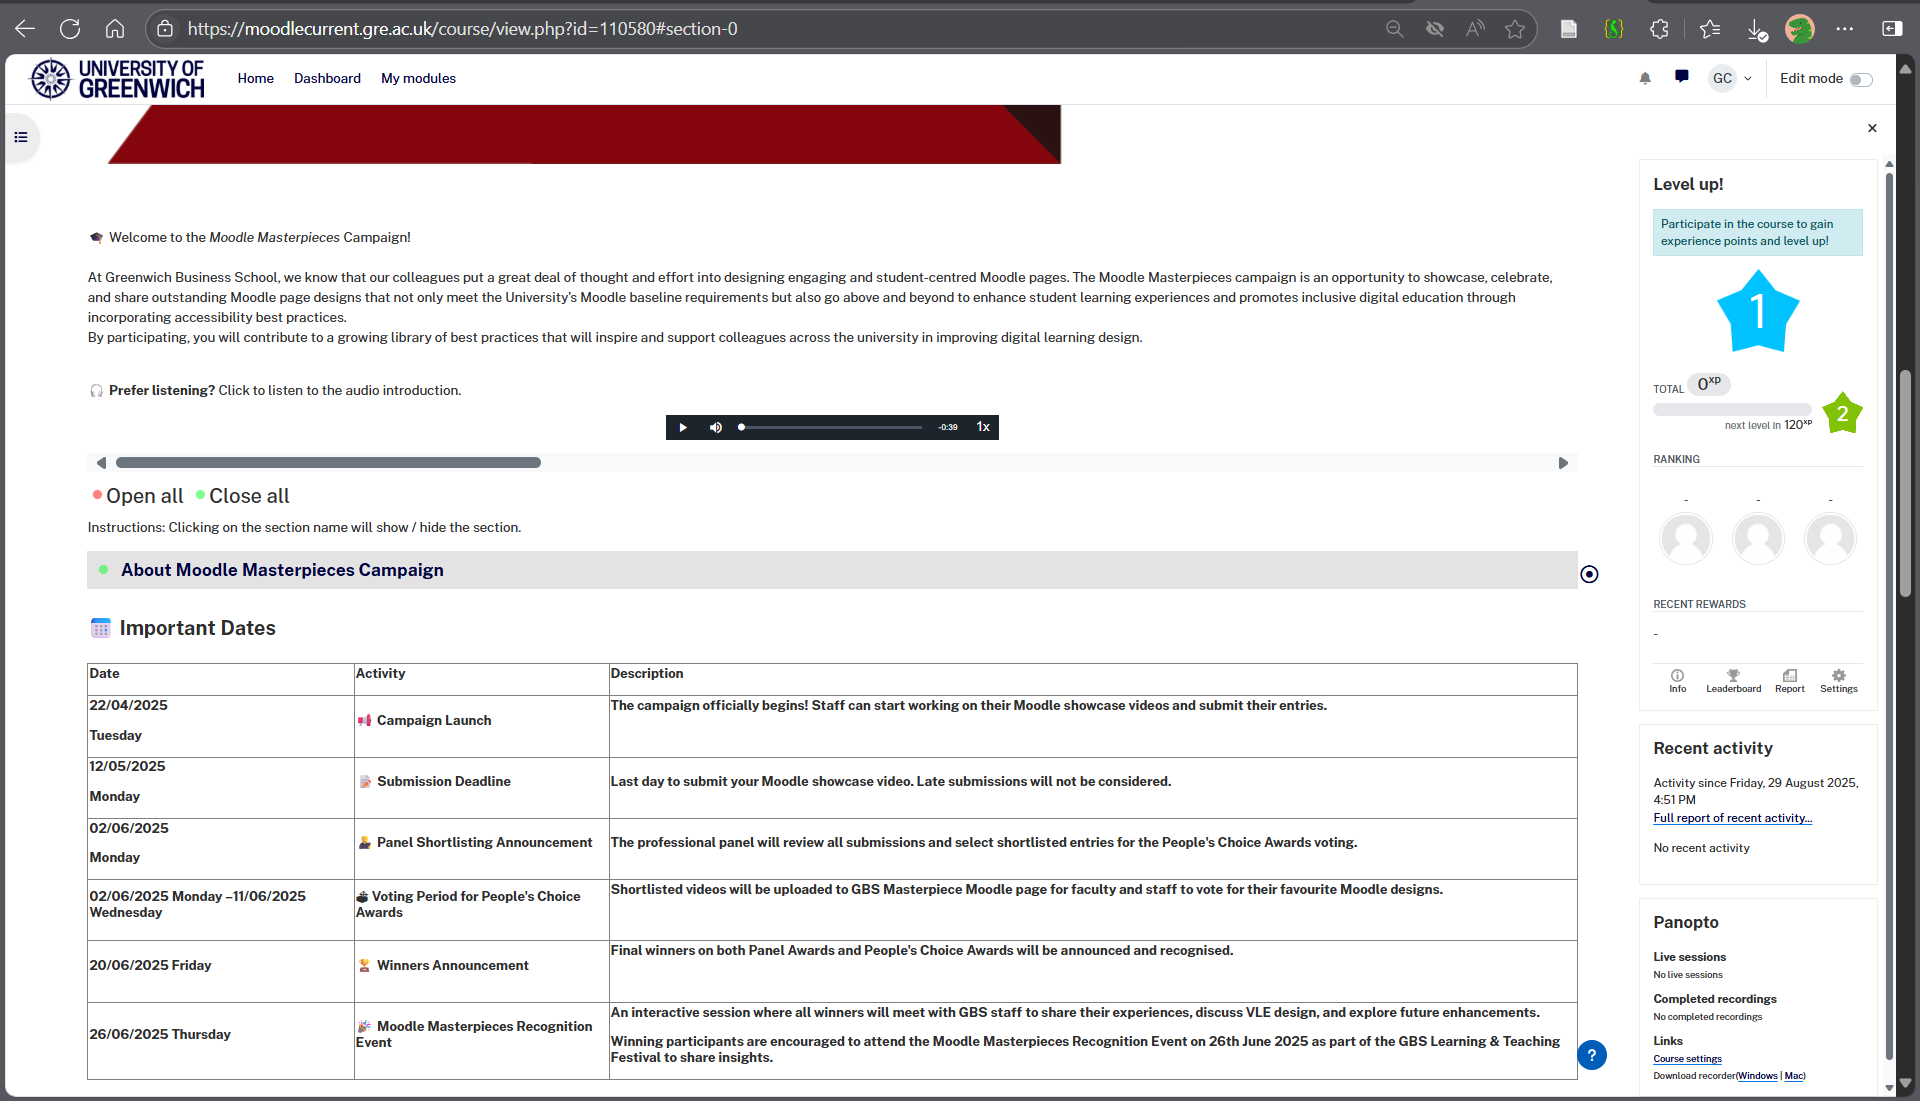 https://moodlecurrent.gre.ac.uk/course/view.php?id=110580#section-0
UNIVERSITY OF
GREENWICH
Home
Dashboard
My modules
GC
Edit mode
Welcome to the Moodle Masterpieces Campaign!
At Greenwich Business School, we know that our colleagues put a great deal of thought and effort into designing engaging and student-centred Moodle pages. The Moodle Masterpieces campaign is an opportunity to showcase, celebrate,
and share outstanding Moodle page designs that not only meet the University's Moodle baseline requirements but also go above and beyond to enhance student learning experiences and promotes inclusive digital education through
incorporating accessibility best practices.
By participating, you will contribute to a growing library of best practices that will inspire and support colleagues across the university in improving digital learning design.
Prefer listening? Click to listen to the audio introduction.
-0:39
1x
Open all
Close all
Instructions: Clicking on the section name will show / hide the section.
About Moodle Masterpieces Campaign
Important Dates
Date
Activity
Description
22/04/2025
Tuesday
Campaign Launch
The campaign officially begins! Staff can start working on their Moodle showcase videos and submit their entries.
12/05/2025
Monday
Submission Deadline
Last day to submit your Moodle showcase video. Late submissions will not be considered.
02/06/2025
Monday
Panel Shortlisting Announcement
The professional panel will review all submissions and select shortlisted entries for the People's Choice Awards voting.
02/06/2025 Monday –11/06/2025
Wednesday
Voting Period for People's Choice
Awards
Shortlisted videos will be uploaded to GBS Masterpiece Moodle page for faculty and staff to vote for their favourite Moodle designs.
20/06/2025 Friday
Winners Announcement
Final winners on both Panel Awards and People's Choice Awards will be announced and recognised.
26/06/2025 Thursday
Moodle Masterpieces Recognition
Event
An interactive session where all winners will meet with GBS staff to share their experiences, discuss VLE design, and explore future enhancements.
Winning participants are encouraged to attend the Moodle Masterpieces Recognition Event on 26th June 2025 as part of the GBS Learning & Teaching
Festival to share insights.
?
Level up!
Participate in the course to gain
experience points and level up!
1
TOTAL 0xp
2
next level in 120xp
RANKING
- - -
RECENT REWARDS
-
Info
Leaderboard
Report
Settings
Recent activity
Activity since Friday, 29 August 2025,
4:51 PM
Full report of recent activity...
No recent activity
Panopto
Live sessions
No live sessions
Completed recordings
No completed recordings
Links
Course settings
Download recorder(Windows | Mac)